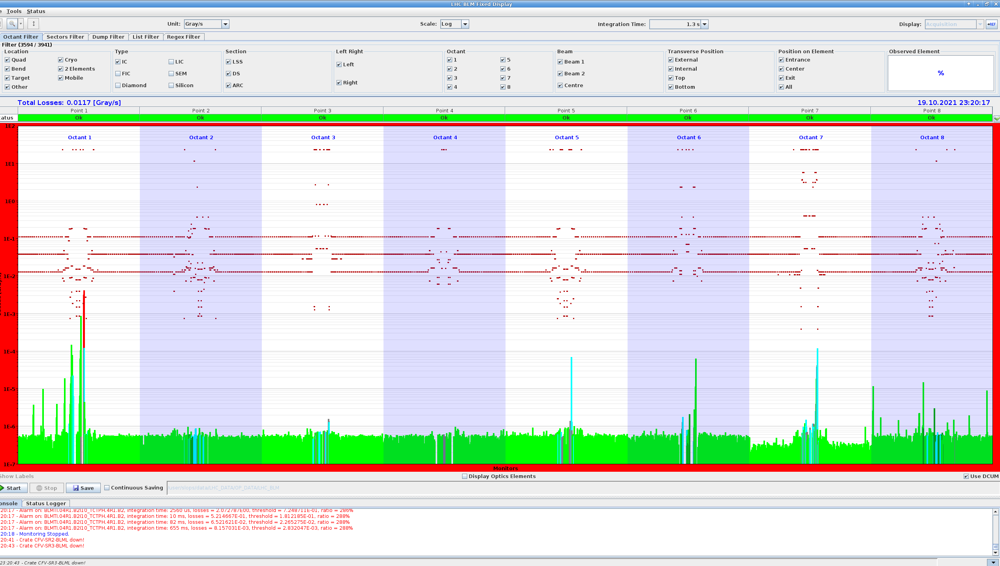 LHC BLM Fixed Display
e Tools Status
Unit: Gray/s Scale: Log Integration Time: 1.3 s Display: Acquisition REF
Octant Filter Sectors Filter Dump Filter List Filter Regex Filter
Filter (3594 / 3941)
Location Type Section Left Right Octant Beam Transverse Position Position on Element Observed Element
Quad Cryo IC LIC LSS Left 1 5 Beam 1 External Entrance
Bend 2 Elements FIC SEM DS 2 6 Beam 2 Internal Center %
Target Mobile Diamond Silicon ARC Right 3 7 Centre Top Exit
Other 4 8 Bottom All
Total Losses: 0.0117 [Gray/s] 19.10.2021 23:20:17
Point 1 Point 2 Point 3 Point 4 Point 5 Point 6 Point 7 Point 8
atus Ok Ok Ok Ok Ok Ok Ok Ok
1E2
Octant 1 Octant 2 Octant 3 Octant 4 Octant 5 Octant 6 Octant 7 Octant 8
1E1
1E0
1E-1
1E-2
1E-3
1E-4
1E-5
1E-6
1E-7
Monitors
Show Labels Display Optics Elements Use DCUM
Start Stop Save Continuous Saving /user/slops/data/LHC_DATA/OP_DATA/LHC_BLM
onsole Status Logger
20:17 - Alarm on: BLMTI.04R1.B2I10_TCTPH.4R1.B2, integration time: 2560 us, losses = 2.072787E00, threshold = 7.248711E-01, ratio = 286%
20:17 - Alarm on: BLMTI.04R1.B2I10_TCTPH.4R1.B2, integration time: 10 ms, losses = 5.214667E-01, threshold = 1.812185E-01, ratio = 288%
20:17 - Alarm on: BLMTI.04R1.B2I10_TCTPH.4R1.B2, integration time: 82 ms, losses = 6.521621E-02, threshold = 2.265275E-02, ratio = 288%
20:17 - Alarm on: BLMTI.04R1.B2I10_TCTPH.4R1.B2, integration time: 655 ms, losses = 8.157031E-03, threshold = 2.832047E-03, ratio = 288%
20:18 - Monitoring Stopped.
20:41 - Crate CFV-SR2-BLML down!
20:43 - Crate CFV-SR3-BLML down!
23:20:43 - Crate CFV-SR3-BLML down!